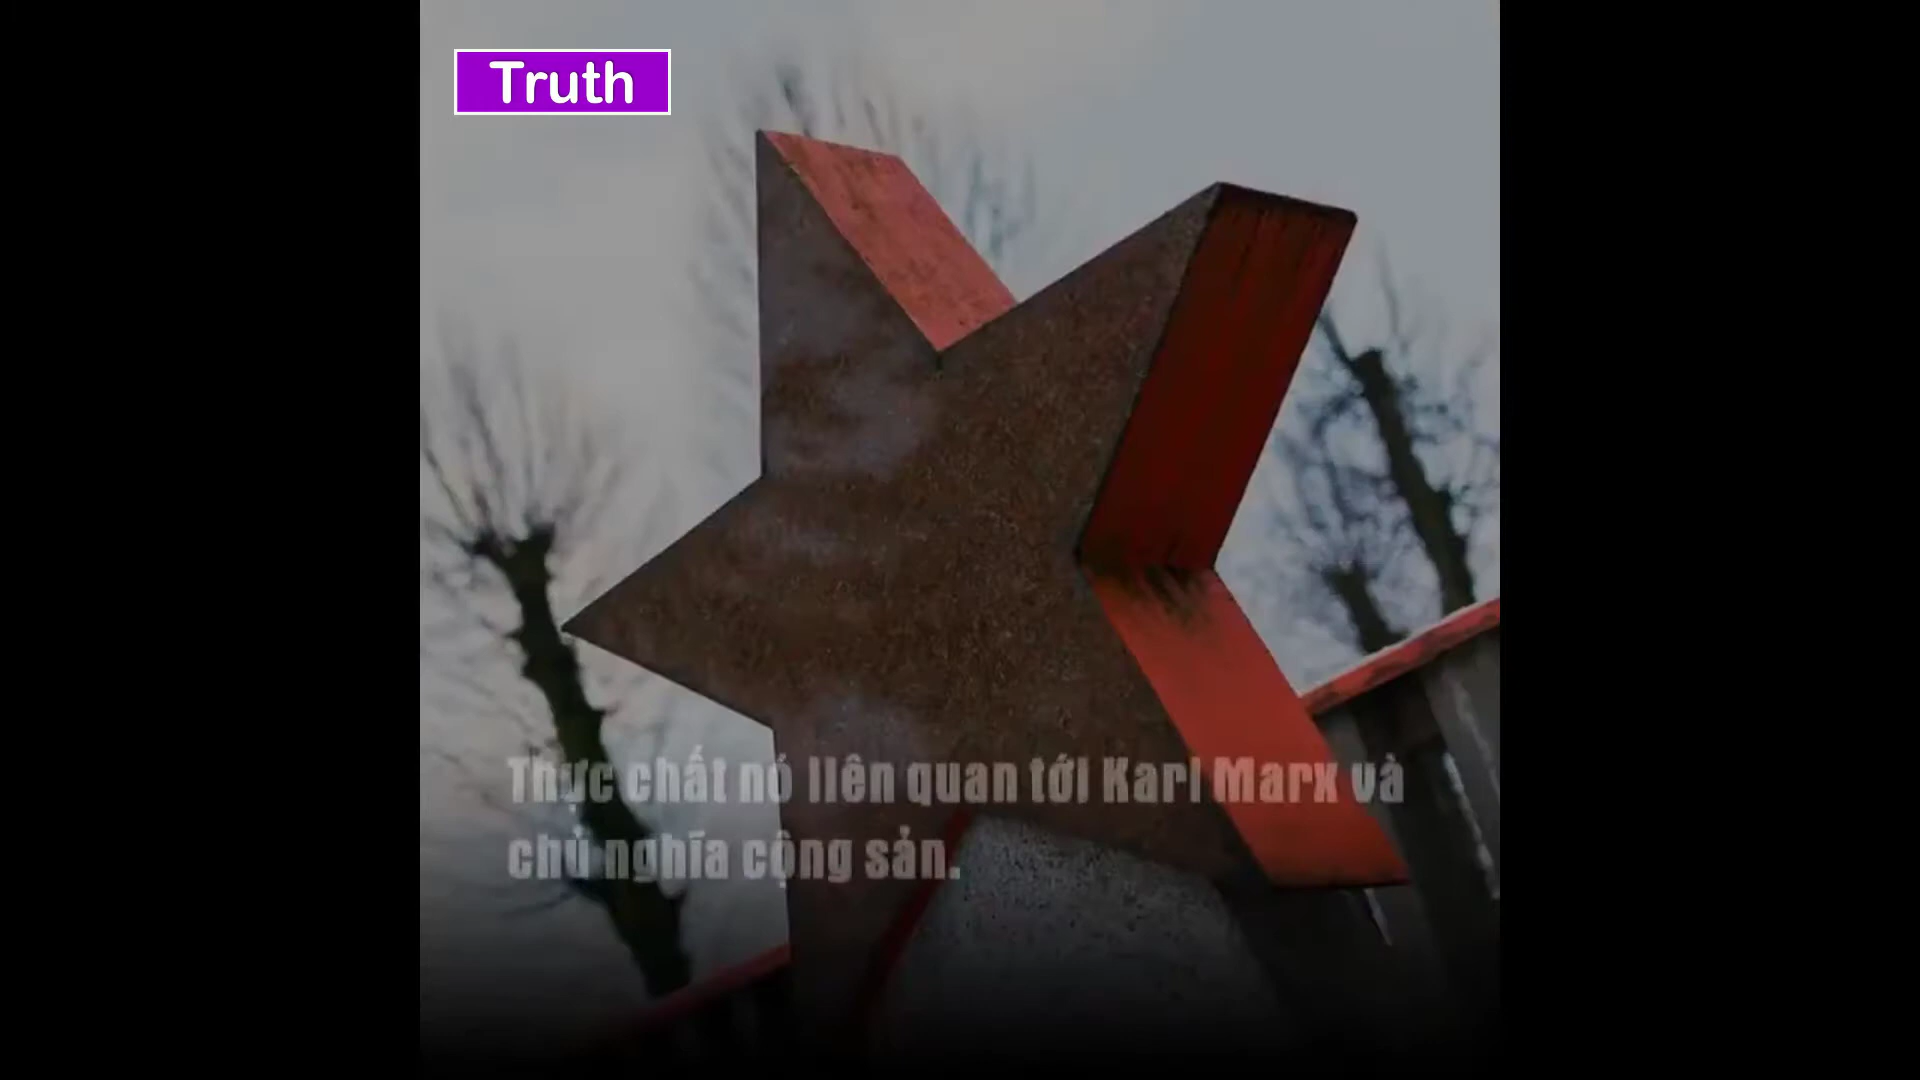 Truth
Thực chất nó liên quan tới Karl Marx và
chủ nghĩa cộng sản.